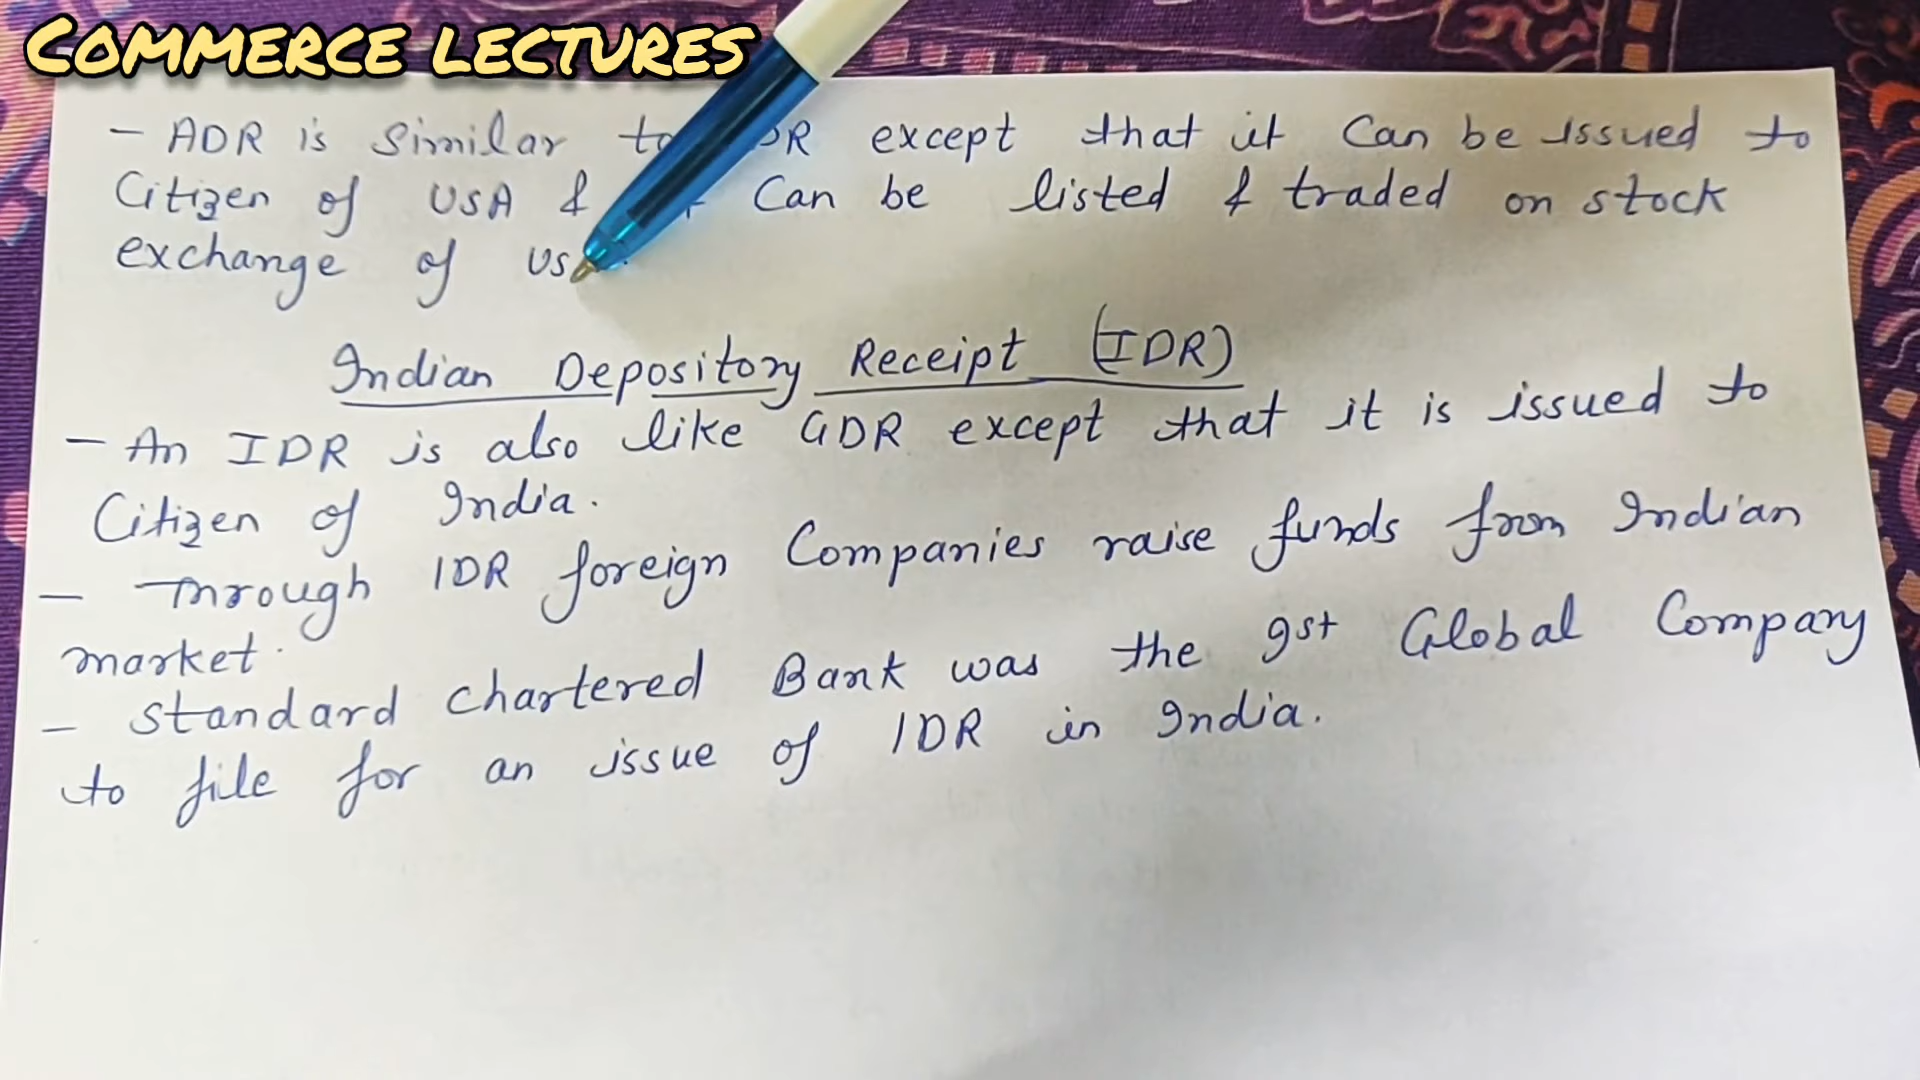 COMMERCE LECTURES
- ADR is similar to except that it can be issued to
Citizen of USA & can be listed & traded on stock
exchange of
Indian Depository Receipt (IDR)
- An IDR is also like GDR except that it is issued to
Citizen of India.
- Through IDR foreign Companies raise funds from Indian
market.
- Standard chartered Bank was the Ist Global Company
to file for an issue of IDR in India.